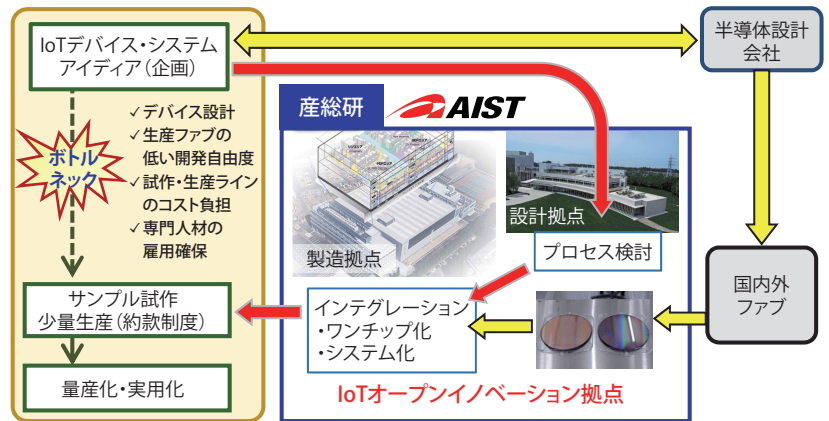 IoTデバイス・システム
アイディア（企画）
✓デバイス設計
✓生産ファブの
低い開発自由度
✓試作・生産ライン
のコスト負担
✓専門人材の
雇用確保
ボトル
ネック
サンプル試作
少量生産（約款制度）
量産化・実用化
産総研
AIST
製造拠点
設計拠点
プロセス検討
インテグレーション
・ワンチップ化
・システム化
IoTオープンイノベーション拠点
半導体設計
会社
国内外
ファブ